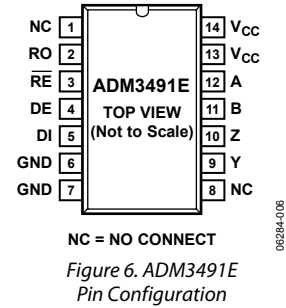 NC 1 14 VCC
RO 2 13 VCC
RE 3 ADM3491E 12 A
DE 4 TOP VIEW 11 B
DI 5 (Not to Scale) 10 Z
GND 6 9 Y
GND 7 8 NC
NC = NO CONNECT
06284-006
Figure 6. ADM3491E
Pin Configuration